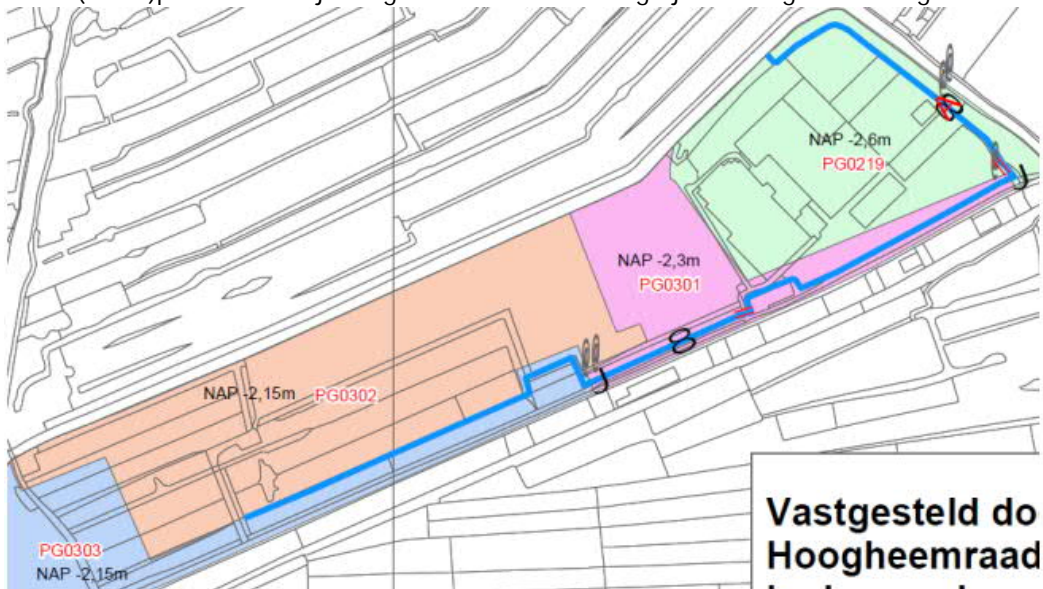 NAP -2,6m
PG0219
NAP -2,3m
PG0301
NAP -2,15m PG0302
PG0303
NAP -2,15m
Vastgesteld do
Hoogheemraad